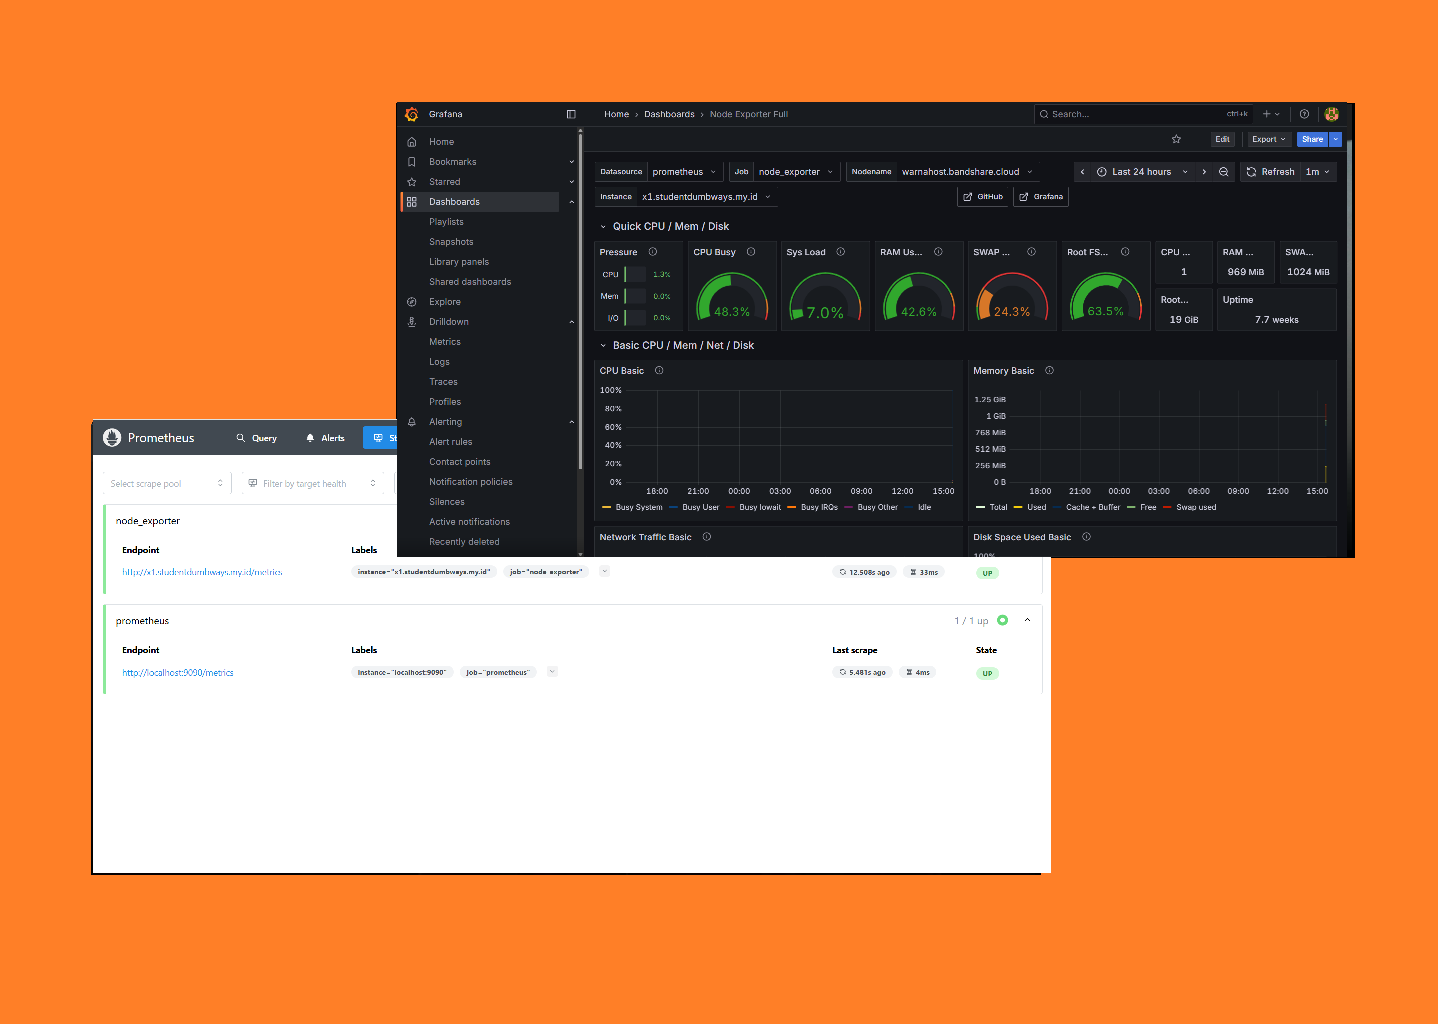 Grafana
Home › Dashboards › Node Exporter Full
Search...
ctrl+k
Home
Bookmarks
Starred
Dashboards
Playlists
Snapshots
Library panels
Shared dashboards
Explore
Drilldown
Metrics
Logs
Traces
Profiles
Alerting
Alert rules
Contact points
Notification policies
Silences
Active notifications
Recently deleted
Edit
Export
Share
Datasource prometheus
Job node_exporter
Nodename warnahost.bandshare.cloud
Last 24 hours
Refresh 1m
Instance x1.studentdumbways.my.id
GitHub
Grafana
Quick CPU / Mem / Disk
Pressure
CPU 1.3%
Mem 0.0%
I/O 0.0%
CPU Busy
48.3%
Sys Load
7.0%
RAM Us...
42.6%
SWAP ...
24.3%
Root FS...
63.5%
CPU ...
1
RAM ...
969 MiB
SWA...
1024 MiB
Root...
19 GiB
Uptime
7.7 weeks
Basic CPU / Mem / Net / Disk
CPU Basic
100%
80%
60%
40%
20%
0%
18:00 21:00 00:00 03:00 06:00 09:00 12:00 15:00
Busy System Busy User Busy Iowait Busy IRQs Busy Other Idle
Memory Basic
1.25 GiB
1 GiB
768 MiB
512 MiB
256 MiB
0 B
18:00 21:00 00:00 03:00 06:00 09:00 12:00 15:00
Total Used Cache + Buffer Free Swap used
Network Traffic Basic
Disk Space Used Basic
100%
Prometheus
Query
Alerts
St
Select scrape pool
Filter by target health
node_exporter
Endpoint Labels
http://x1.studentdumbways.my.id/metrics instance="x1.studentdumbways.my.id" job="node_exporter" 12.508s ago 33ms UP
prometheus 1 / 1 up
Endpoint Labels Last scrape State
http://localhost:9090/metrics instance="localhost:9090" job="prometheus" 5.481s ago 4ms UP